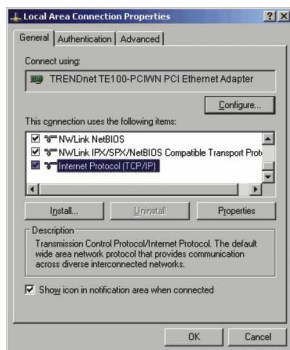 Local Area Connection Properties
General
Authentication
Advanced
Connect using:
TRENDnet TE100-PCIWN PCI Ethernet Adapter
Configure...
This connection uses the following items:
NWLink NetBIOS
NWLink IPX/SPX/NetBIOS Compatible Transport Proto
Internet Protocol (TCP/IP)
Install...
Uninstall
Properties
Description
Transmission Control Protocol/Internet Protocol. The default
wide area network protocol that provides communication
across diverse interconnected networks.
Show icon in notification area when connected
OK
Cancel